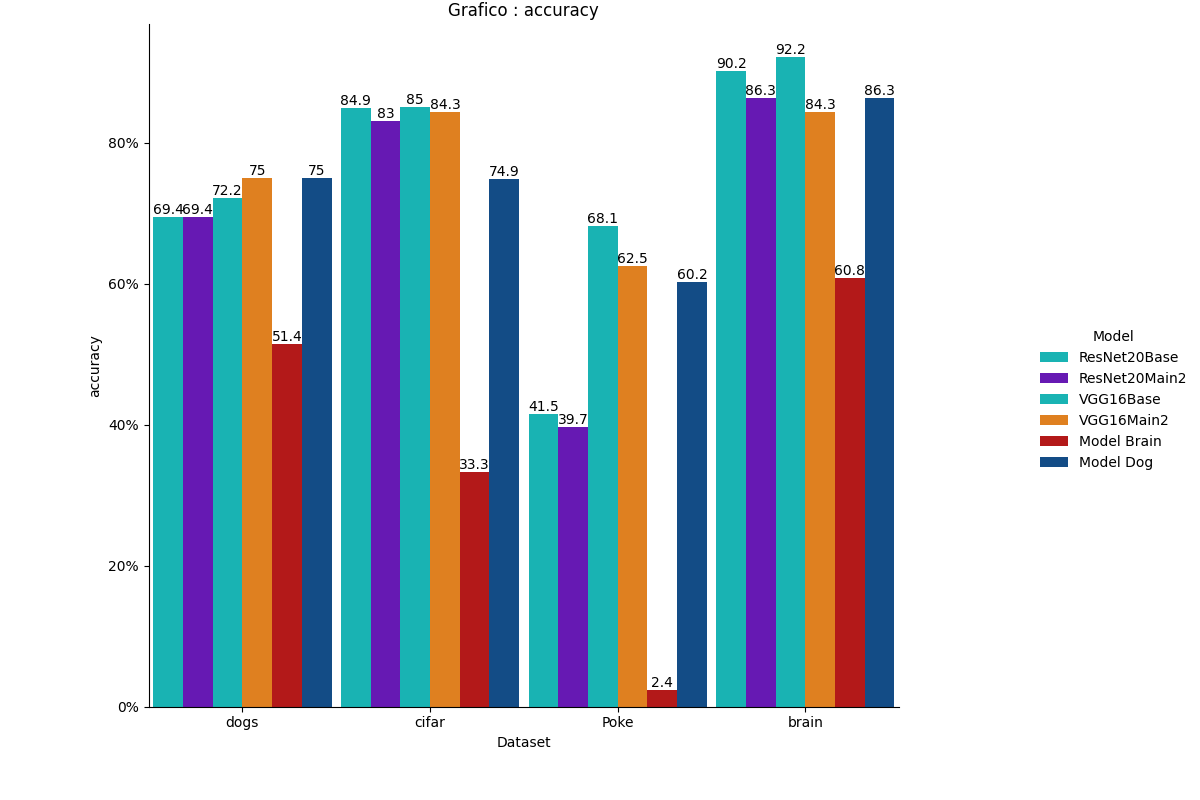 Grafico : accuracy
accuracy
80%
60%
40%
20%
0%
69.4
69.4
72.2
75
51.4
75
84.9
83
85
84.3
33.3
74.9
41.5
39.7
68.1
62.5
2.4
60.2
90.2
86.3
92.2
84.3
60.8
86.3
dogs
cifar
Poke
brain
Dataset
Model
ResNet20Base
ResNet20Main2
VGG16Base
VGG16Main2
Model Brain
Model Dog